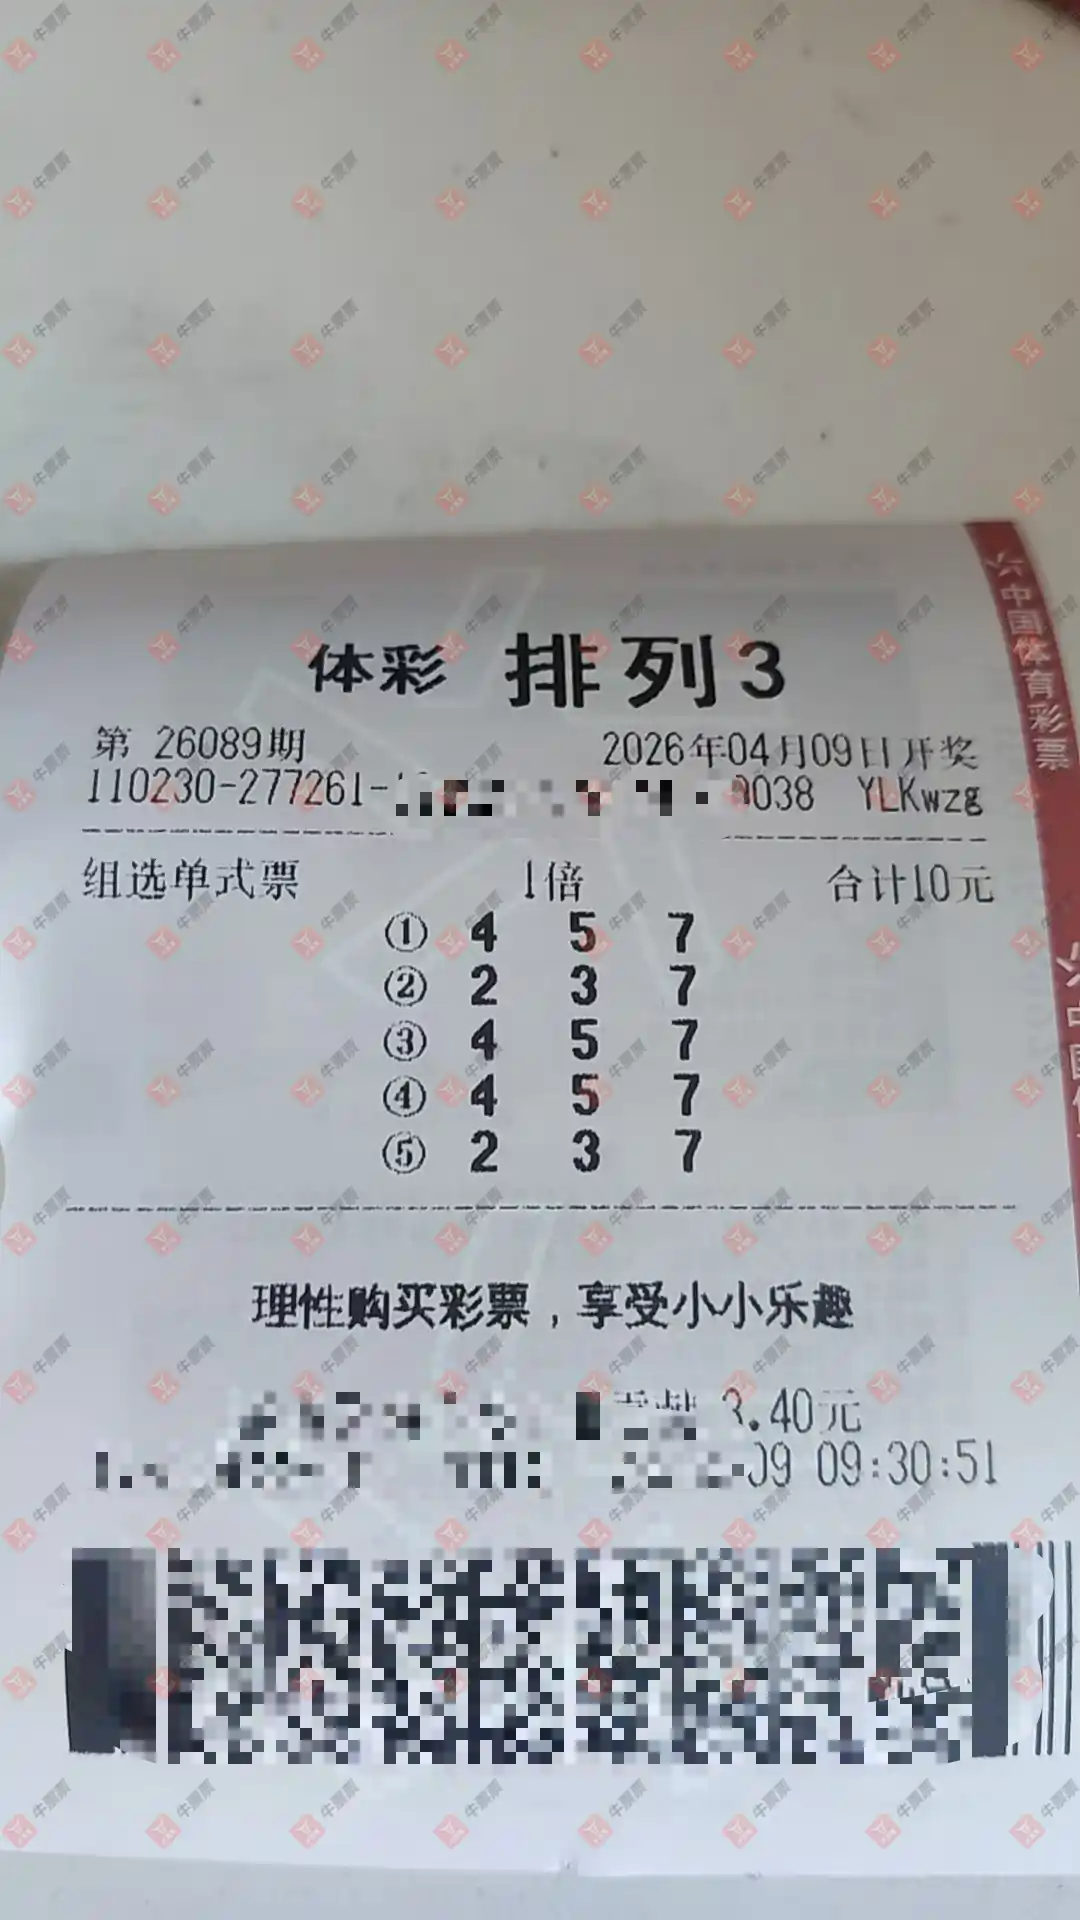 体彩 排列3
第 26089期 2026年04月09日开奖
110230-277261- 0038 YLKwzg
组选单式票 1倍 合计10元
① 4 5 7
② 2 3 7
③ 4 5 7
④ 4 5 7
⑤ 2 3 7
理性购买彩票，享受小小乐趣
3.40元
09 09:30:51
中国体育彩票
牛票票